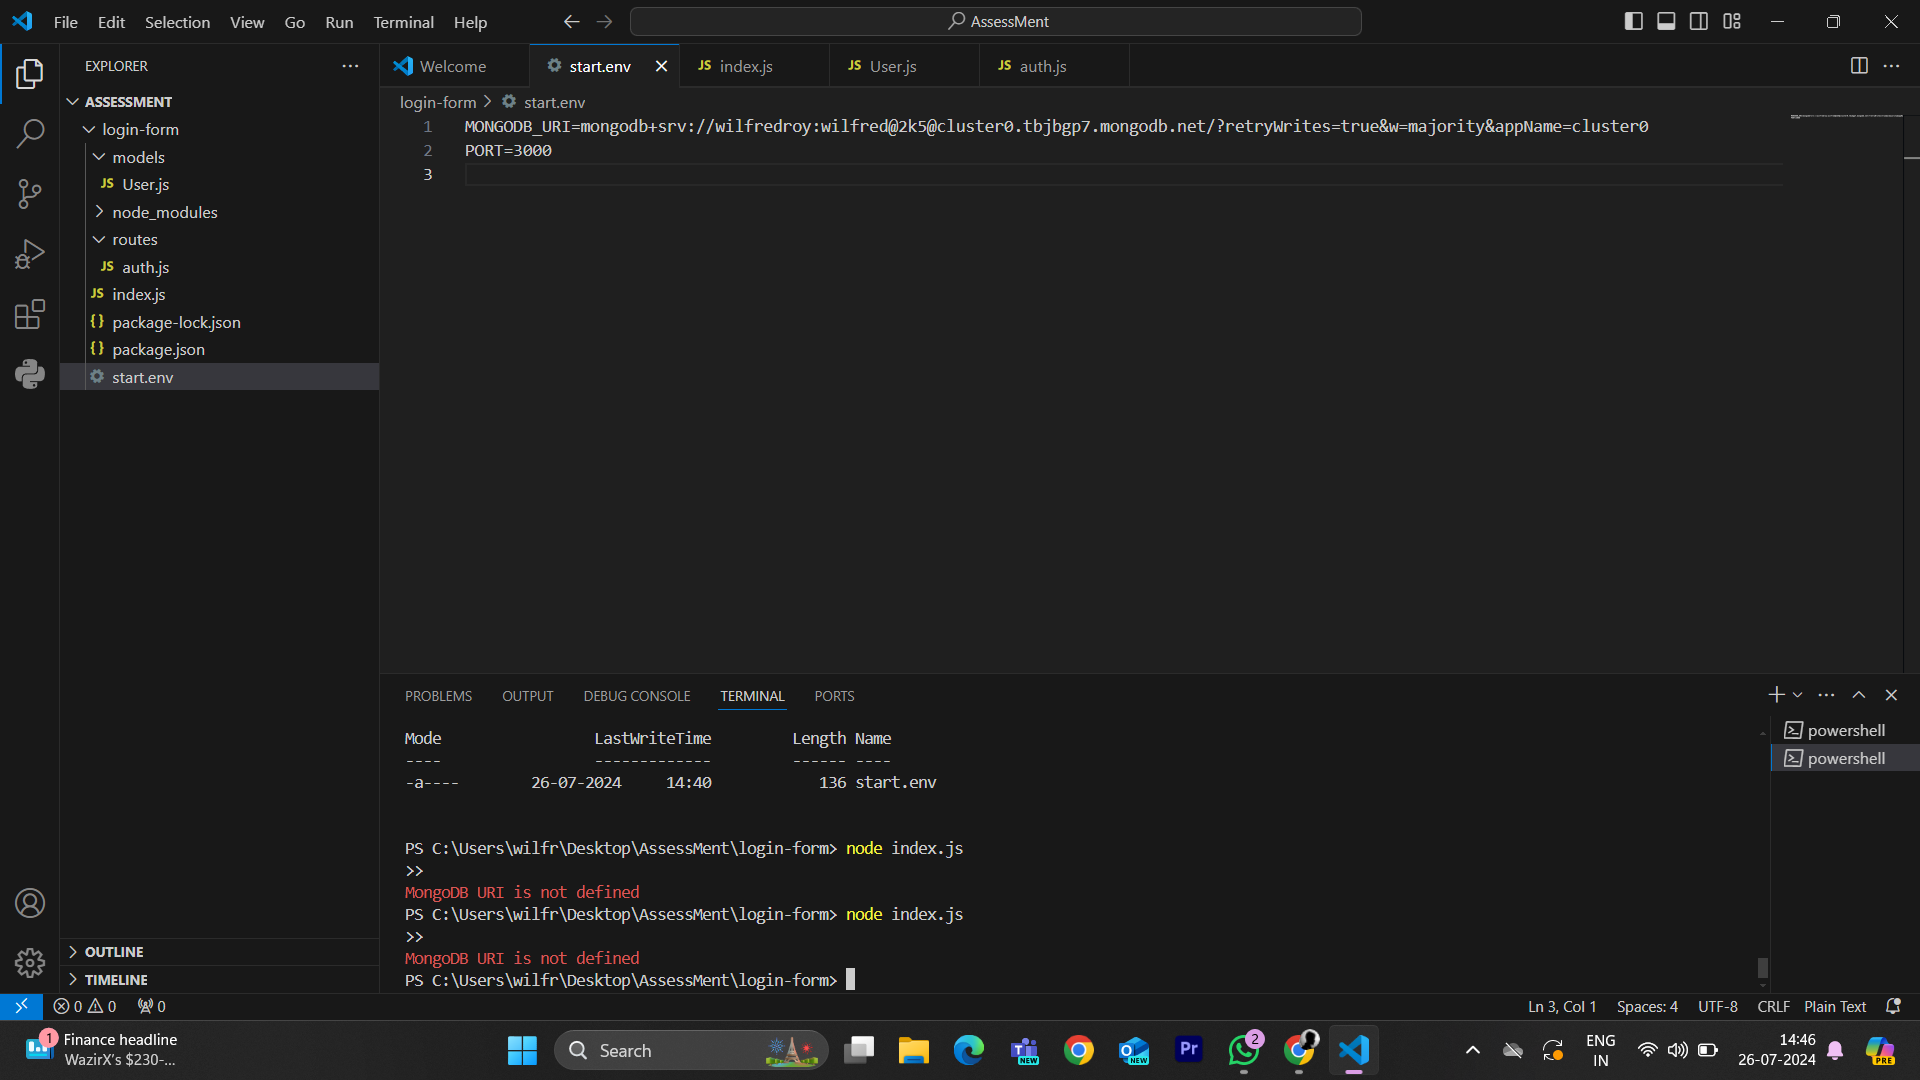 File Edit Selection View Go Run Terminal Help
AssessMent
EXPLORER
ASSESSMENT
login-form
models
JS User.js
node_modules
routes
JS auth.js
JS index.js
{} package-lock.json
{} package.json
start.env
OUTLINE
TIMELINE
Welcome
start.env
JS index.js
JS User.js
JS auth.js
login-form > start.env
1 MONGODB_URI=mongodb+srv://wilfredroy:wilfred@2k5@cluster0.tbjbgp7.mongodb.net/?retryWrites=true&w=majority&appName=cluster0
2 PORT=3000
3
PROBLEMS OUTPUT DEBUG CONSOLE TERMINAL PORTS
Mode LastWriteTime Length Name
---- ------------- ------ ----
-a---- 26-07-2024 14:40 136 start.env
PS C:\Users\wilfr\Desktop\AssessMent\login-form> node index.js
>>
MongoDB URI is not defined
PS C:\Users\wilfr\Desktop\AssessMent\login-form> node index.js
>>
MongoDB URI is not defined
PS C:\Users\wilfr\Desktop\AssessMent\login-form>
powershell
powershell
0 0 0
Ln 3, Col 1 Spaces: 4 UTF-8 CRLF Plain Text
1
Finance headline
WazirX's $230-...
Search
NEW
NEW
Pr
2
ENG
IN
14:46
26-07-2024
PRE